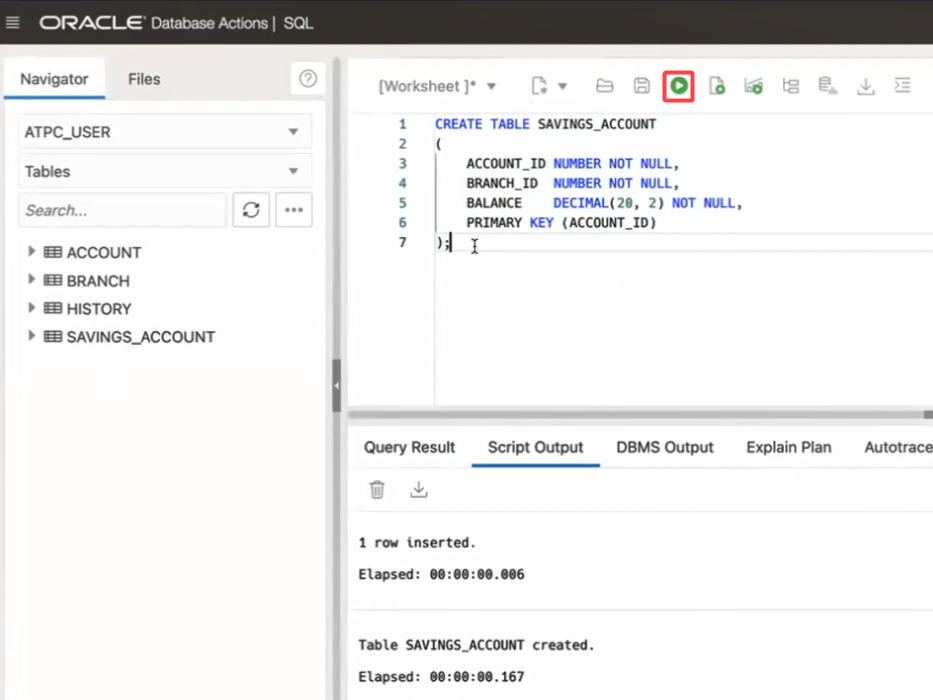 ORACLE Database Actions | SQL
Navigator Files
ATPC_USER
Tables
Search...
ACCOUNT
BRANCH
HISTORY
SAVINGS_ACCOUNT
[Worksheet ]*
1 CREATE TABLE SAVINGS_ACCOUNT
2 (
3 ACCOUNT_ID NUMBER NOT NULL,
4 BRANCH_ID NUMBER NOT NULL,
5 BALANCE DECIMAL(20, 2) NOT NULL,
6 PRIMARY KEY (ACCOUNT_ID)
7 );
Query Result Script Output DBMS Output Explain Plan Autotrace
1 row inserted.
Elapsed: 00:00:00.006
Table SAVINGS_ACCOUNT created.
Elapsed: 00:00:00.167